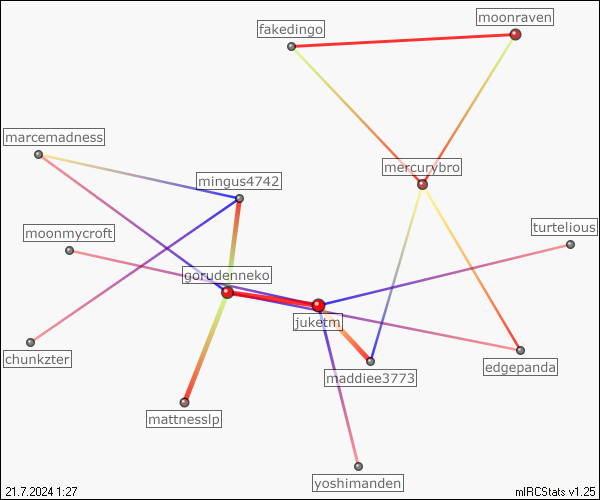 moonraven
fakedingo
marcemadness
mercurybro
mingus4742
moonmycroft
turtelious
gorudenneko
juketm
chunkzter
edgepanda
maddiee3773
mattnesslp
yoshimanden
21.7.2024 1:27
mIRCStats v1.25